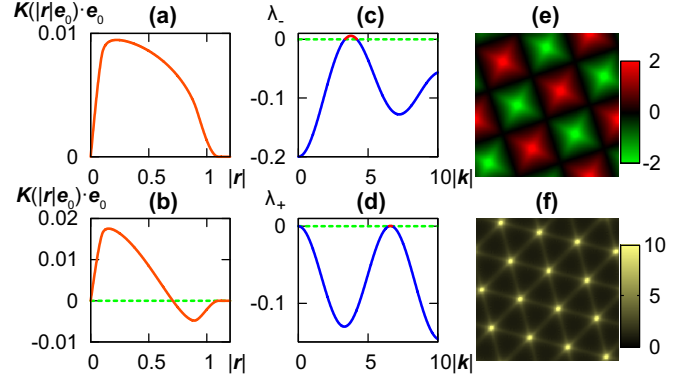 K(|r|e₀)·e₀ (a) λ₋ (c) (e)
0.01 0 2
-0.1 0
0 -0.2 -2
0 0.5 1 |r| 0 5 10|k|
K(|r|e₀)·e₀ (b) λ₊ (d) (f)
0.02 0 10
0.01
0 -0.1 5
-0.01 0
0 0.5 1 |r| 0 5 10|k|